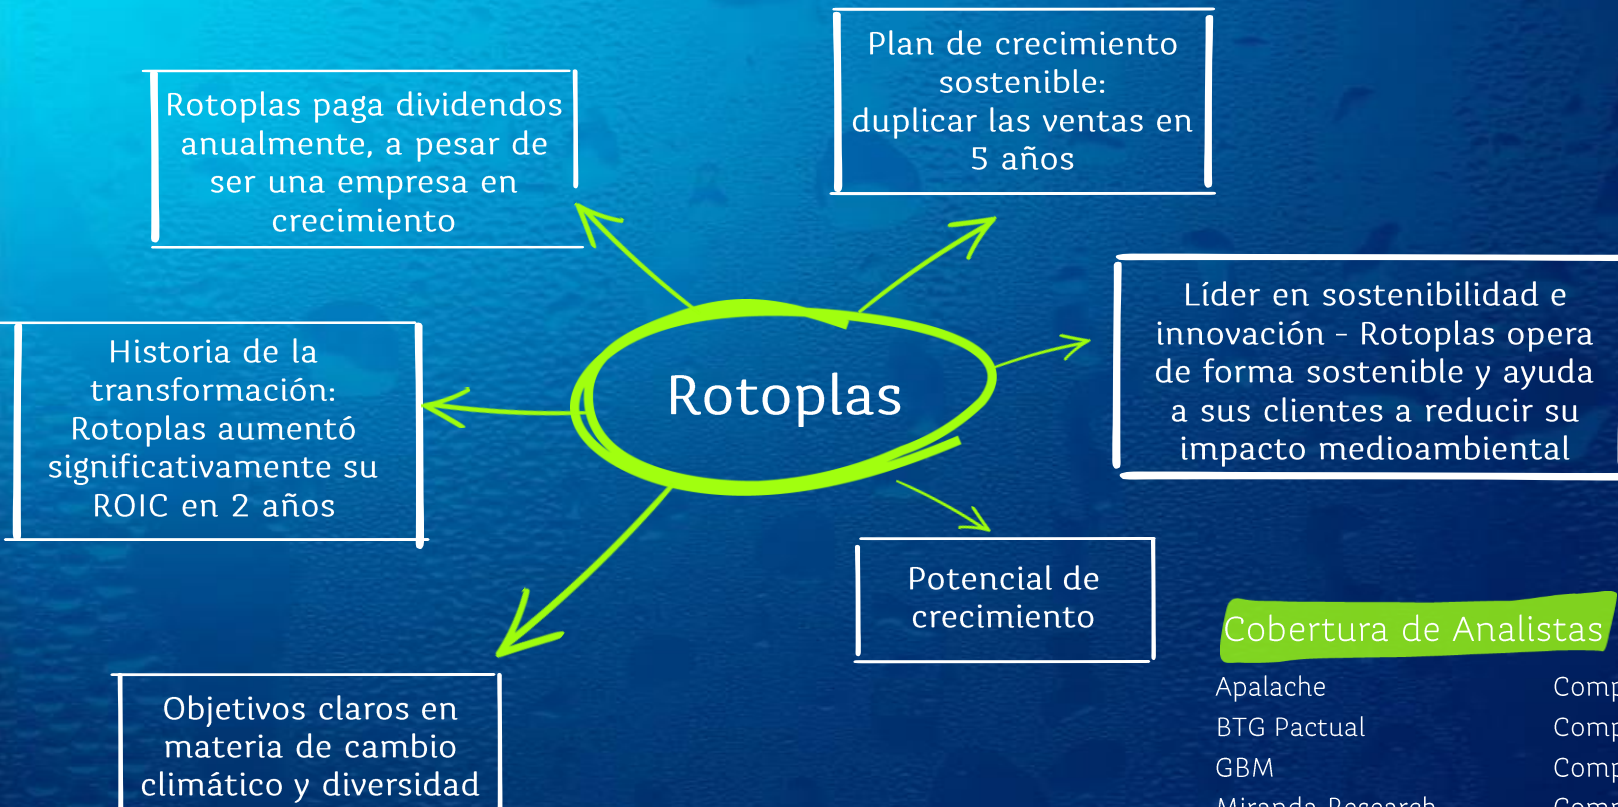 Plan de crecimiento
sostenible:
duplicar las ventas en
5 años
Rotoplas paga dividendos
anualmente, a pesar de
ser una empresa en
crecimiento
Líder en sostenibilidad e
innovación - Rotoplas opera
de forma sostenible y ayuda
a sus clientes a reducir su
impacto medioambiental
Historia de la
transformación:
Rotoplas aumentó
significativamente su
ROIC en 2 años
Rotoplas
Potencial de
crecimiento
Objetivos claros en
materia de cambio
climático y diversidad
Cobertura de Analistas
Apalache
BTG Pactual
GBM
Miranda Research